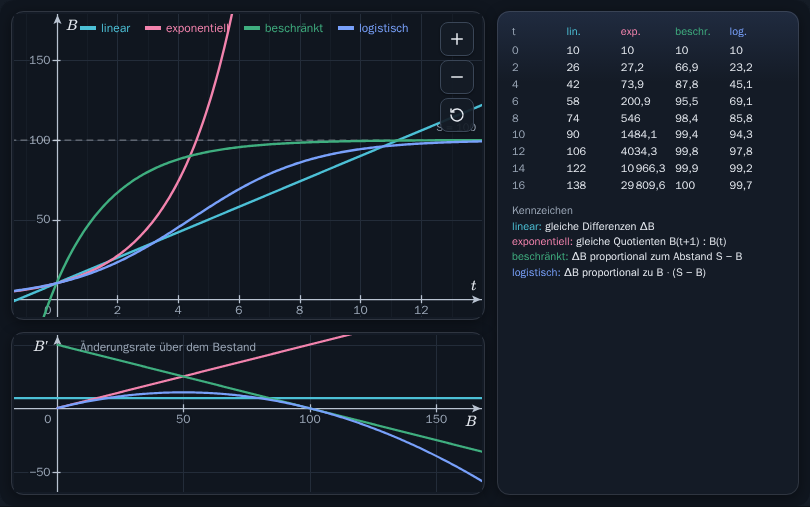 B linear exponentiell beschränkt logistisch
150
100
50
0 2 4 6 8 10 12
t
B′ Änderungsrate über dem Bestand
0 50 100 150
B
−50
t lin. exp. beschr. log.
0 10 10 10 10
2 26 27,2 66,9 23,2
4 42 73,9 87,8 45,1
6 58 200,9 95,5 69,1
8 74 546 98,4 85,8
10 90 1484,1 99,4 94,3
12 106 4034,3 99,8 97,8
14 122 10 966,3 99,9 99,2
16 138 29 809,6 100 99,7
Kennzeichen
linear: gleiche Differenzen ΔB
exponentiell: gleiche Quotienten B(t+1) : B(t)
beschränkt: ΔB proportional zum Abstand S − B
logistisch: ΔB proportional zu B · (S − B)